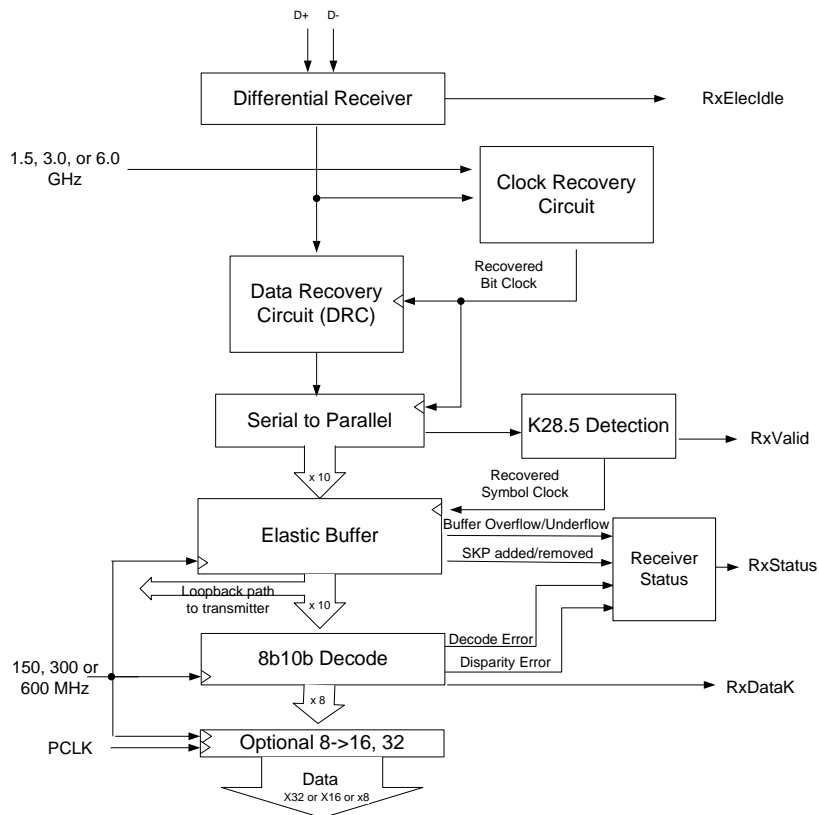 D+ D-
Differential Receiver
RxElecIdle
1.5, 3.0, or 6.0
GHz
Clock Recovery
Circuit
Recovered
Bit Clock
Data Recovery
Circuit (DRC)
Serial to Parallel
K28.5 Detection
RxValid
x 10
Recovered
Symbol Clock
Elastic Buffer
Buffer Overflow/Underflow
SKP added/removed
Receiver
Status
RxStatus
Loopback path
to transmitter
x 10
8b10b Decode
Decode Error
Disparity Error
150, 300 or
600 MHz
RxDataK
x 8
PCLK
Optional 8->16, 32
Data
X32 or X16 or x8